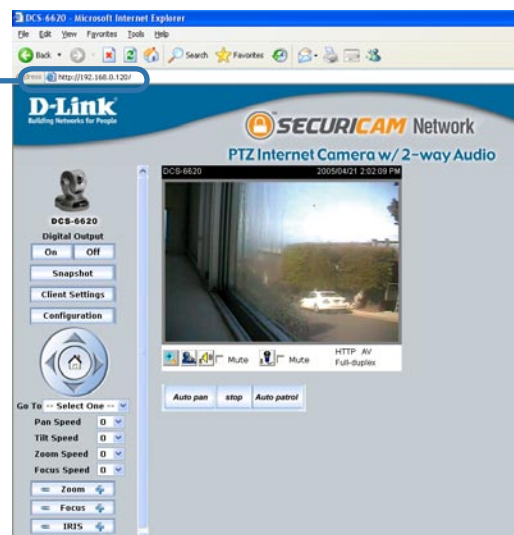 DCS-6620 - Microsoft Internet Explorer
File Edit View Favorites Tools Help
Back Search Favorites
http://192.168.0.120/
D-Link
Building Networks for People
SECURICAM Network
PTZ Internet Camera w/ 2-way Audio
DCS-6620 2005/04/21 2:02:09 PM
DCS-6620
Digital Output
On Off
Snapshot
Client Settings
Configuration
Mute Mute HTTP AV
Full-duplex
Auto pan stop Auto patrol
Go To -- Select One --
Pan Speed 0
Tilt Speed 0
Zoom Speed 0
Focus Speed 0
Zoom
Focus
IRIS